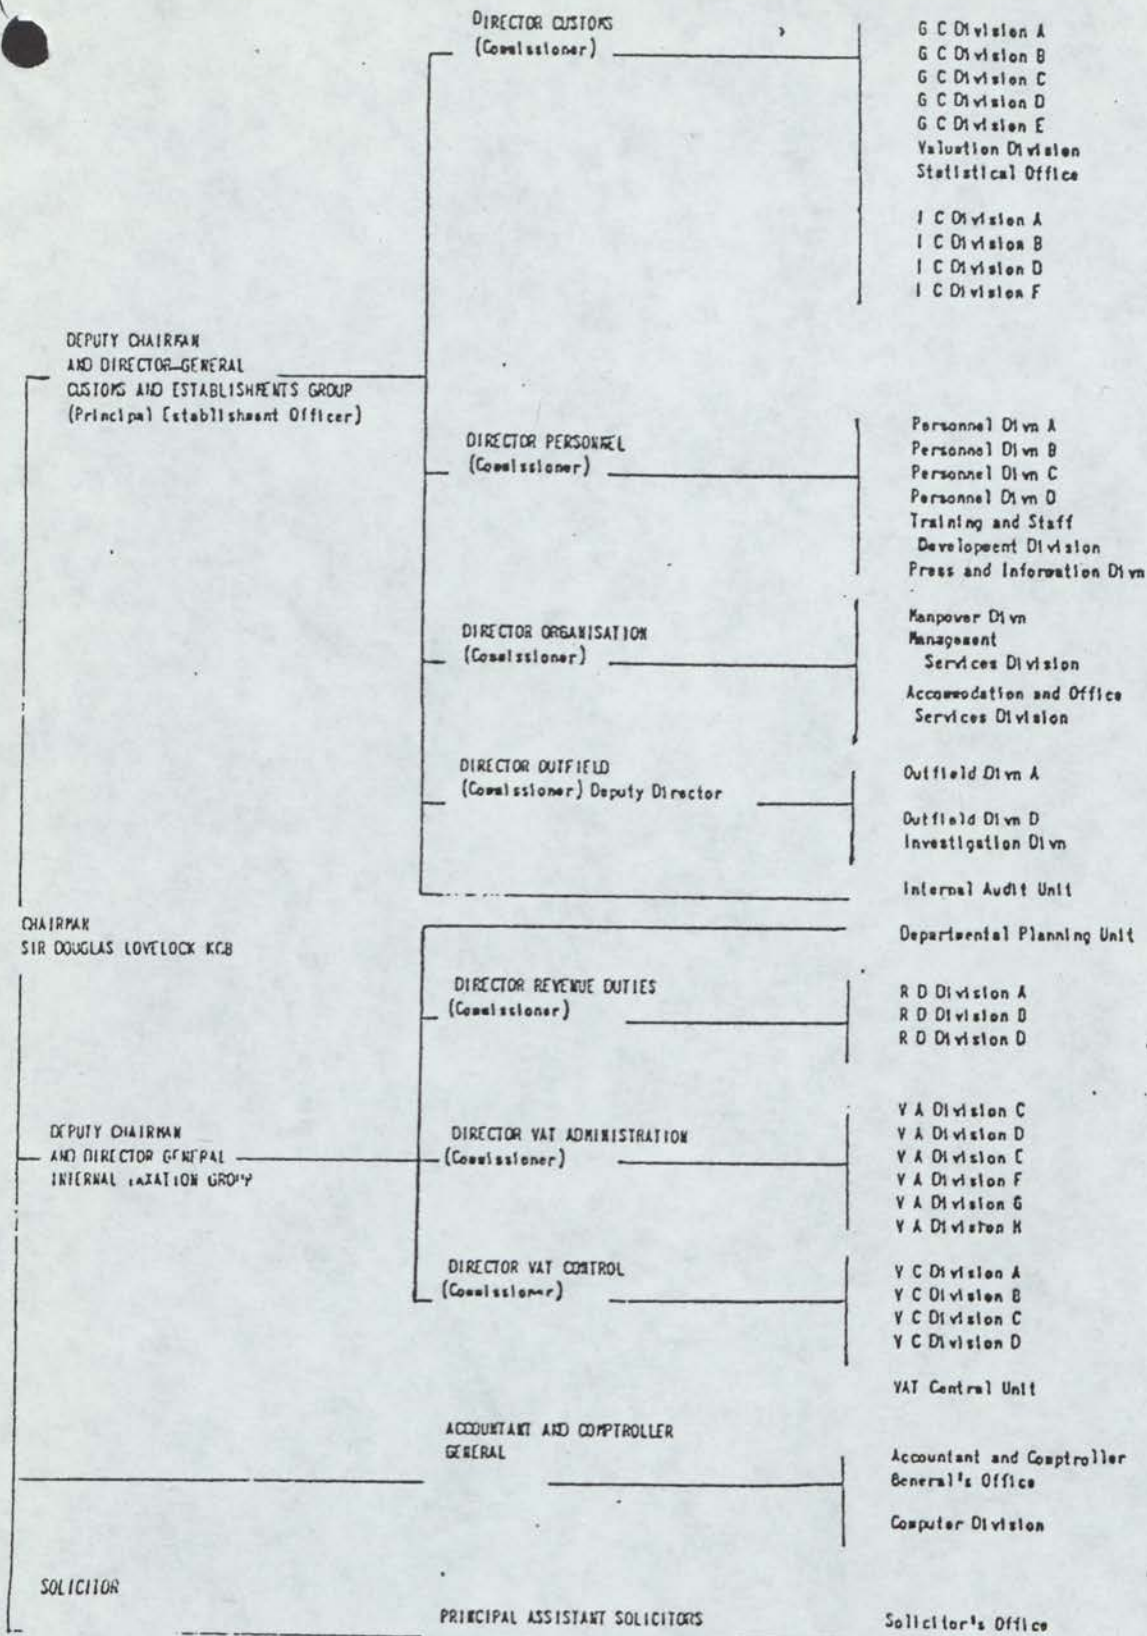 DIRECTOR CUSTOMS
(Commissioner)
G C Division A
G C Division B
G C Division C
G C Division D
G C Division E
Valuation Division
Statistical Office
I C Division A
I C Division B
I C Division D
I C Division F
DEPUTY CHAIRMAN
AND DIRECTOR-GENERAL
CUSTOMS AND ESTABLISHMENTS GROUP
(Principal Establishment Officer)
DIRECTOR PERSONNEL
(Commissioner)
Personnel Divn A
Personnel Divn B
Personnel Divn C
Personnel Divn D
Training and Staff
Development Division
Press and Information Divn
DIRECTOR ORGANISATION
(Commissioner)
Manpower Divn
Management
Services Division
Accommodation and Office
Services Division
DIRECTOR OUTFIELD
(Commissioner) Deputy Director
Outfield Divn A
Outfield Divn D
Investigation Divn
Internal Audit Unit
CHAIRMAN
SIR DOUGLAS LOVELOCK KCB
Departmental Planning Unit
DIRECTOR REVENUE DUTIES
(Commissioner)
R D Division A
R D Division B
R D Division D
DEPUTY CHAIRMAN
AND DIRECTOR GENERAL
INTERNAL TAXATION GROUP
DIRECTOR VAT ADMINISTRATION
(Commissioner)
V A Division C
V A Division D
V A Division E
V A Division F
V A Division G
V A Division H
DIRECTOR VAT CONTROL
(Commissioner)
V C Division A
V C Division B
V C Division C
V C Division D
VAT Central Unit
ACCOUNTANT AND COMPTROLLER
GENERAL
Accountant and Comptroller
General's Office
Computer Division
SOLICITOR
PRINCIPAL ASSISTANT SOLICITORS
Solicitor's Office